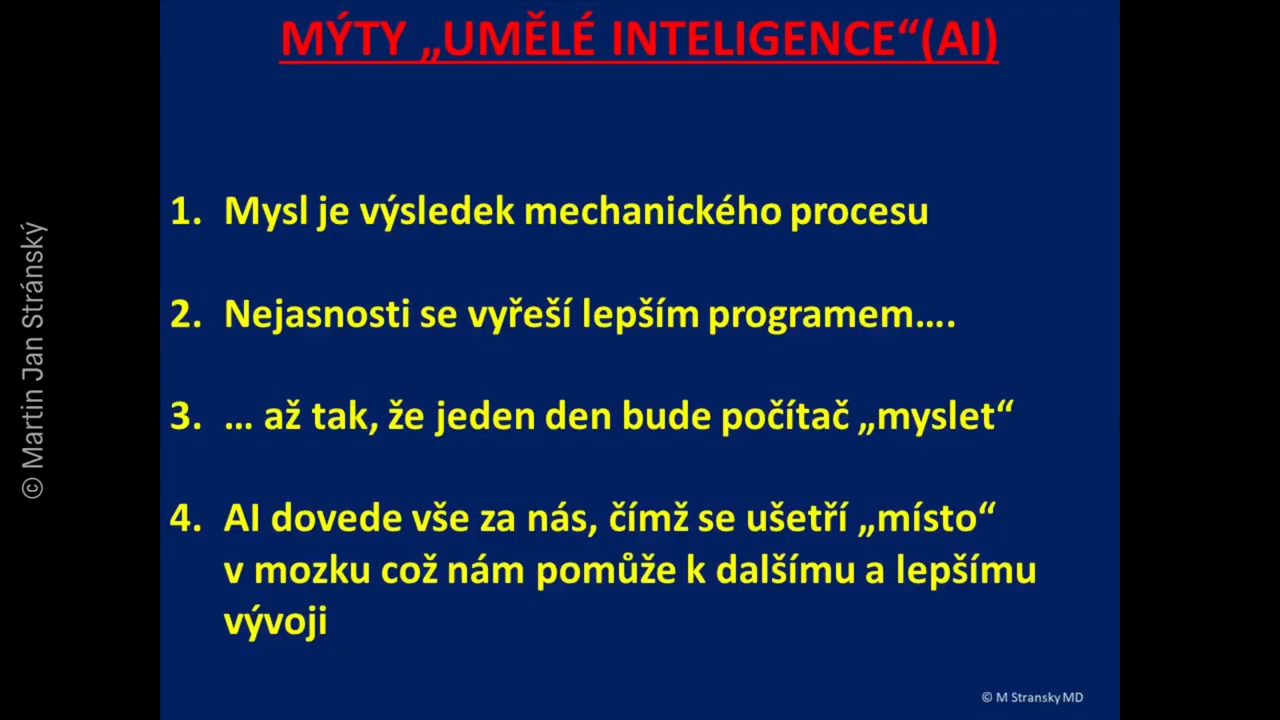 MÝTY „UMĚLÉ INTELIGENCE“(AI)
1. Mysl je výsledek mechanického procesu
2. Nejasnosti se vyřeší lepším programem….
3. … až tak, že jeden den bude počítač „myslet“
4. AI dovede vše za nás, čímž se ušetří „místo“
v mozku což nám pomůže k dalšímu a lepšímu
vývoji
© M Stransky MD
© Martin Jan Stránský